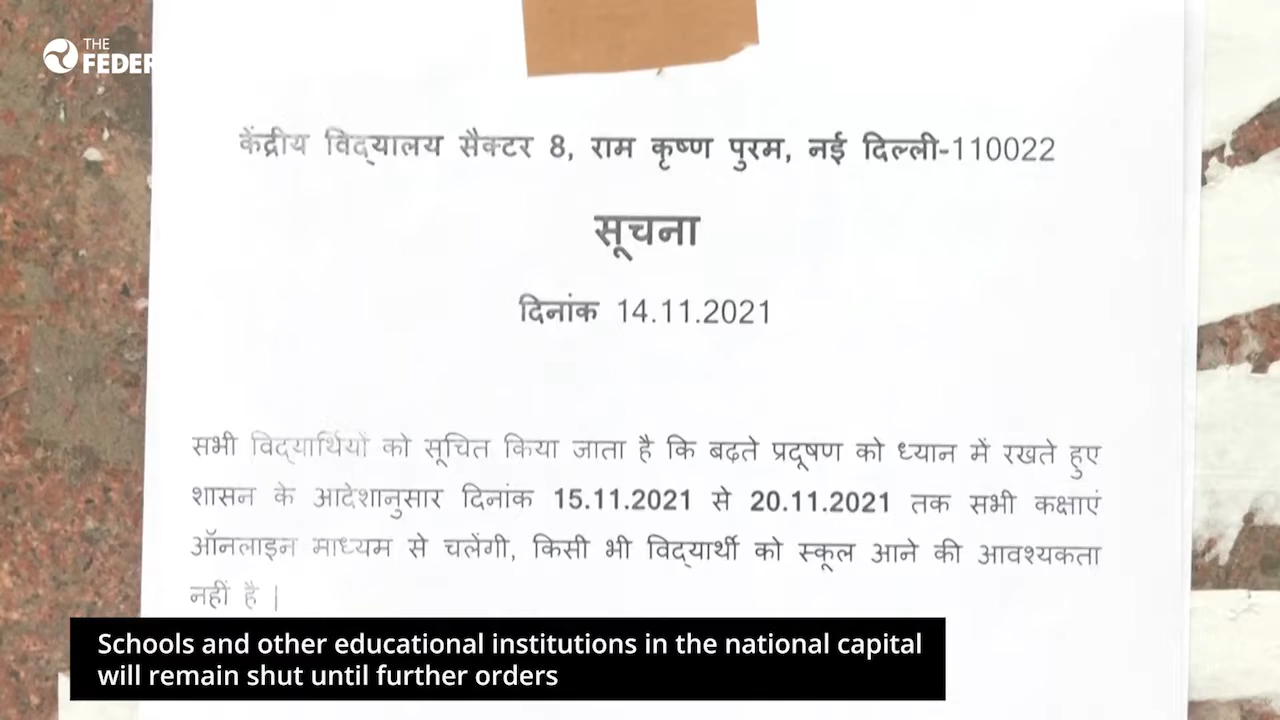 THE
FEDER
केंद्रीय विद्यालय सैक्टर 8, राम कृष्ण पुरम, नई दिल्ली-110022
सूचना
दिनांक 14.11.2021
सभी विद्यार्थियों को सूचित किया जाता है कि बढ़ते प्रदूषण को ध्यान में रखते हुए
शासन के आदेशानुसार दिनांक 15.11.2021 से 20.11.2021 तक सभी कक्षाएं
ऑनलाइन माध्यम से चलेंगी, किसी भी विद्यार्थी को स्कूल आने की आवश्यकता
नहीं है |
Schools and other educational institutions in the national capital
will remain shut until further orders